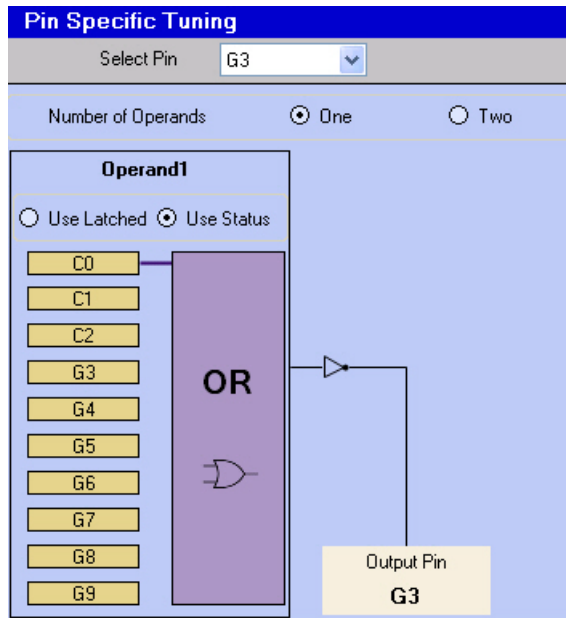 Pin Specific Tuning
Select Pin G3
Number of Operands One Two
Operand1
Use Latched Use Status
C0
C1
C2
G3
G4
G5
G6
G7
G8
G9
OR
Output Pin
G3